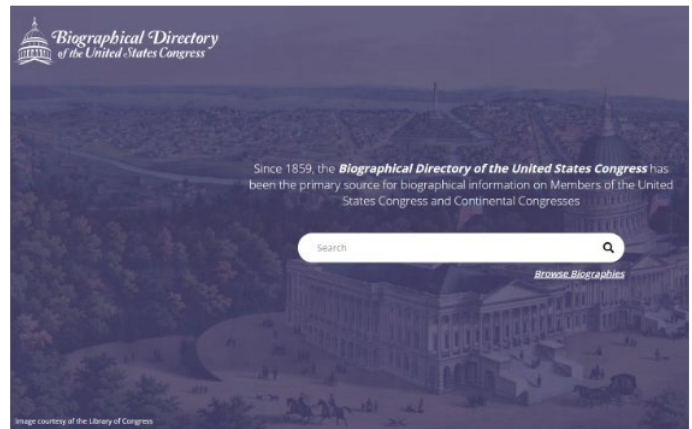 Biographical Directory
of the United States Congress
Since 1859, the Biographical Directory of the United States Congress has
been the primary source for biographical information on Members of the United
States Congress and Continental Congresses
Search
Browse Biographies
Image courtesy of the Library of Congress